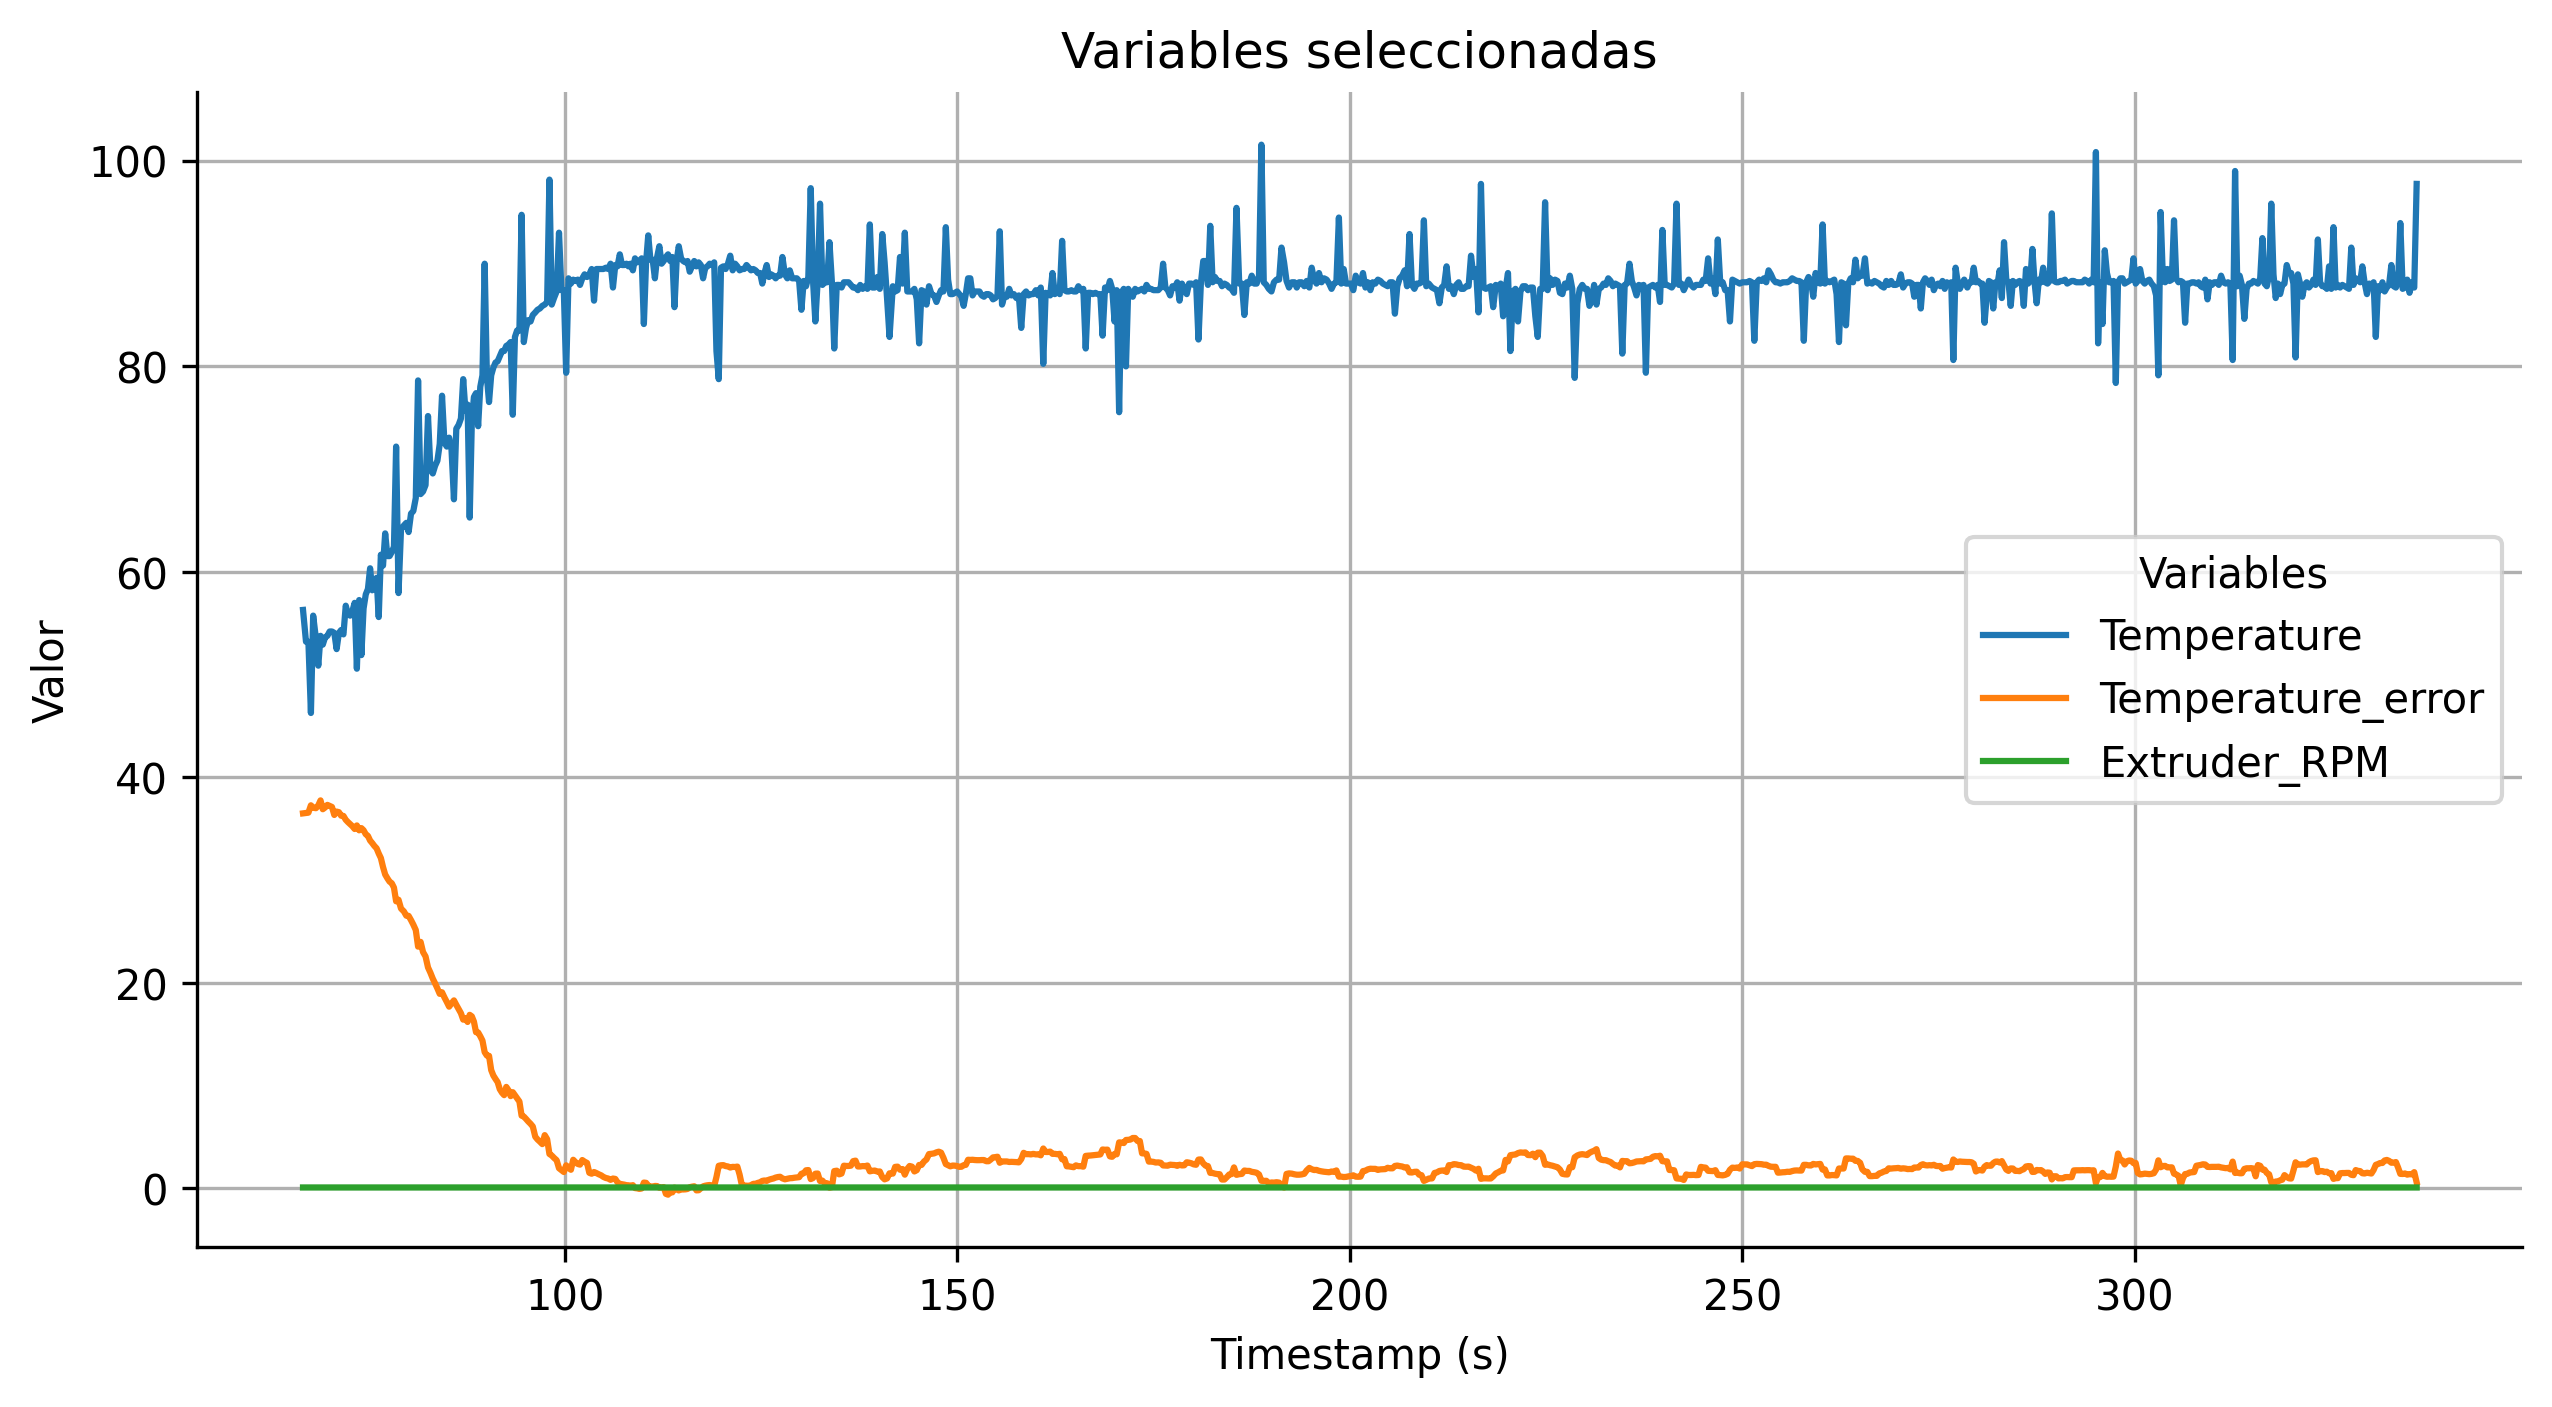 Variables seleccionadas
100
80
60
40
20
0
Valor
Variables
Temperature
Temperature_error
Extruder_RPM
100 150 200 250 300
Timestamp (s)